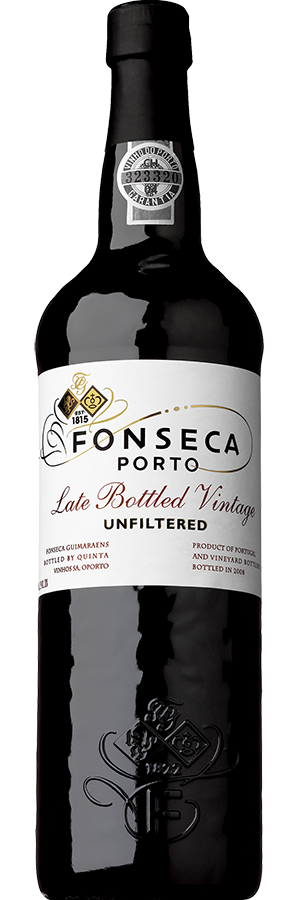 VINHO DO PORTO
323320
GARANTIA
EST
1815
FONSECA
PORTO
Late Bottled Vintage
UNFILTERED
FONSECA GUIMARAENS
BOTTLED BY QUINTA
VINHOS SA, OPORTO
PRODUCT OF PORTUGAL
AND VINEYARD BOTTLED
BOTTLED IN 2008
1822